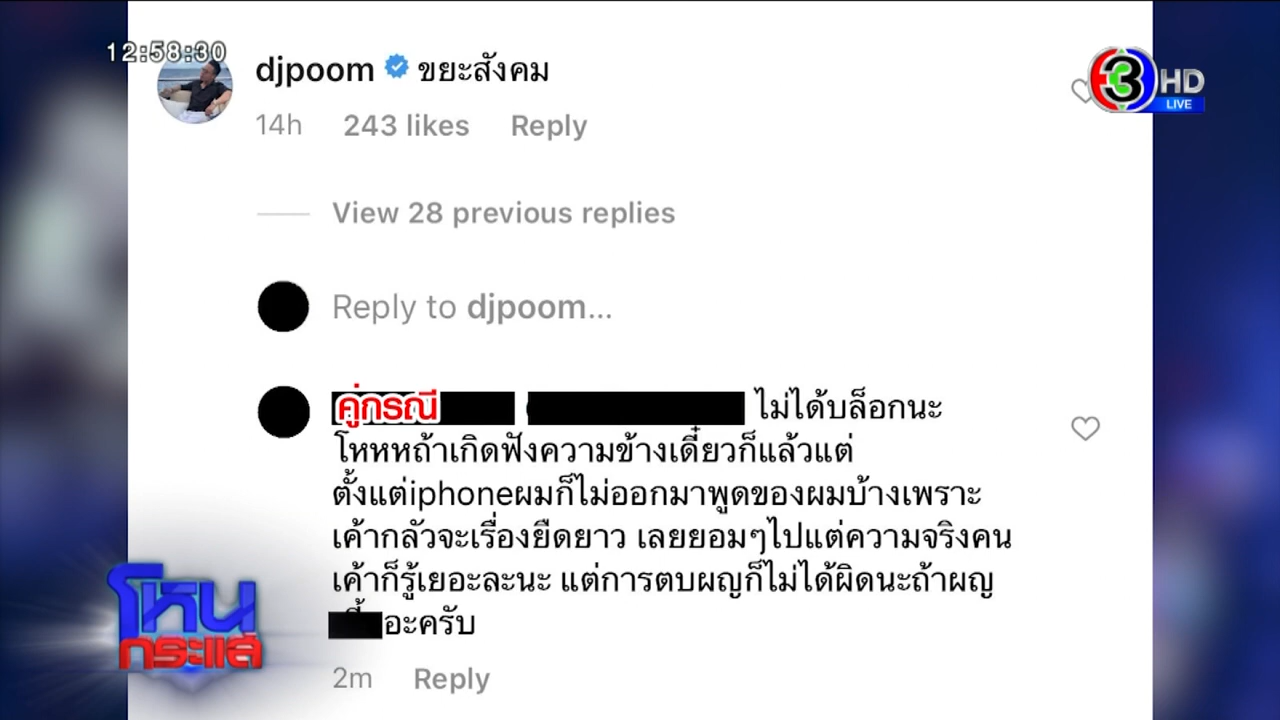 12:58:30
djpoom ขยะสังคม
3 HD
LIVE
14h 243 likes Reply
View 28 previous replies
Reply to djpoom...
คู่กรณี ไม่ได้บล็อกนะ
โหหหถ้าเกิดฟังความข้างเดี๋ยวก็แล้วแต่
ตั้งแต่iphoneผมก็ไม่ออกมาพูดของผมบ้างเพราะ
เค้ากลัวจะเรื่องยืดยาว เลยยอมๆไปแต่ความจริงคน
เค้าก็รู้เยอะละนะ แต่การตบผญก็ไม่ได้ผิดนะถ้าผญ
อะครับ
2m Reply
โหนกระแส